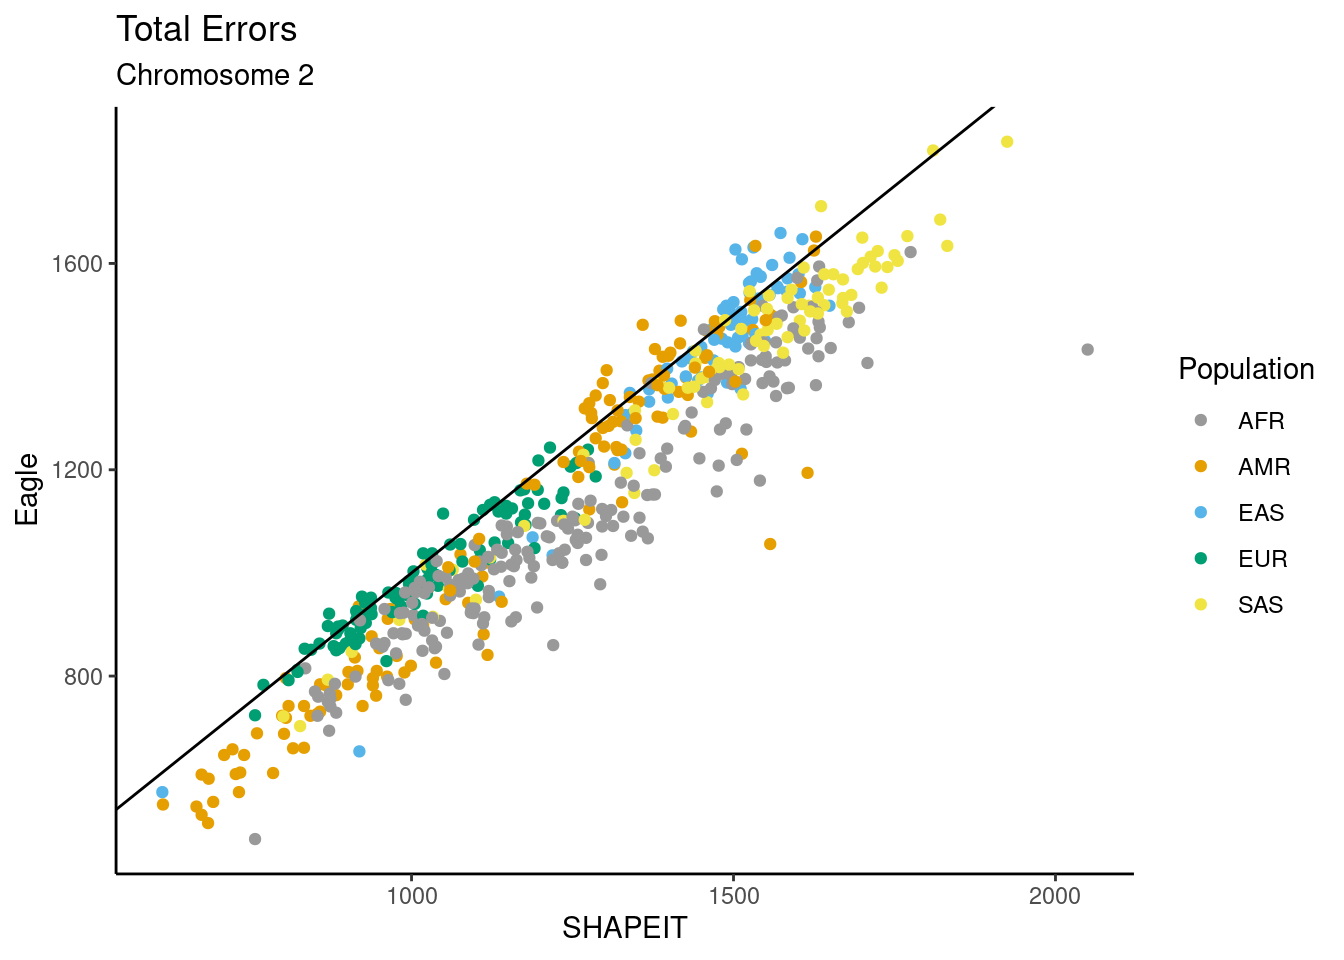 Total Errors
Chromosome 2
1600
1200
800
Eagle
1000 1500 2000
SHAPEIT
Population
AFR
AMR
EAS
EUR
SAS